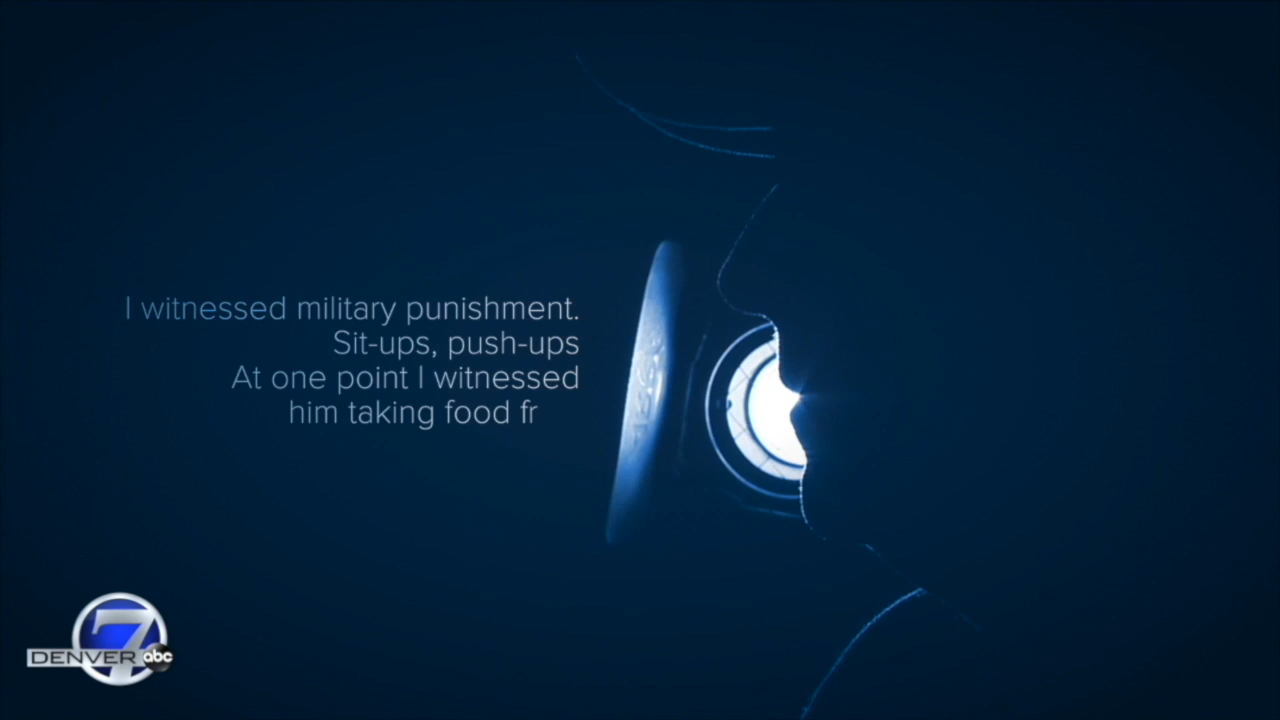 I witnessed military punishment.
Sit-ups, push-ups
At one point I witnessed
him taking food fr
7
DENVER abc